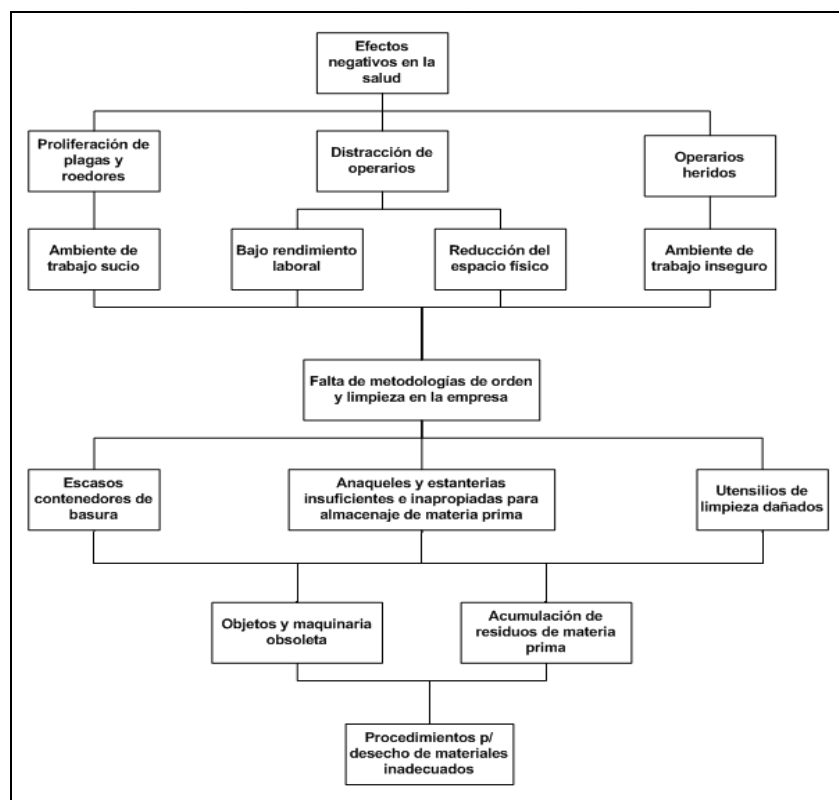 Efectos
negativos en la
salud
Proliferación de
plagas y
roedores
Distracción de
operarios
Operarios
heridos
Ambiente de
trabajo sucio
Bajo rendimiento
laboral
Reducción del
espacio físico
Ambiente de
trabajo inseguro
Falta de metodologías de orden
y limpieza en la empresa
Escasos
contenedores de
basura
Anaqueles y estanterias
insuficientes e inapropiadas para
almacenaje de materia prima
Utensilios de
limpieza dañados
Objetos y maquinaria
obsoleta
Acumulación de
residuos de materia
prima
Procedimientos p/
desecho de materiales
inadecuados